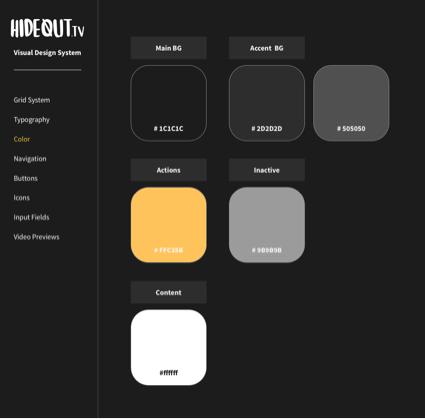 HIDEOUT.TV
Visual Design System
Grid System
Typography
Color
Navigation
Buttons
Icons
Input Fields
Video Previews
Main BG
Accent BG
# 1C1C1C
# 2D2D2D
# 505050
Actions
Inactive
# 9B9B9B
Content
#ffffff